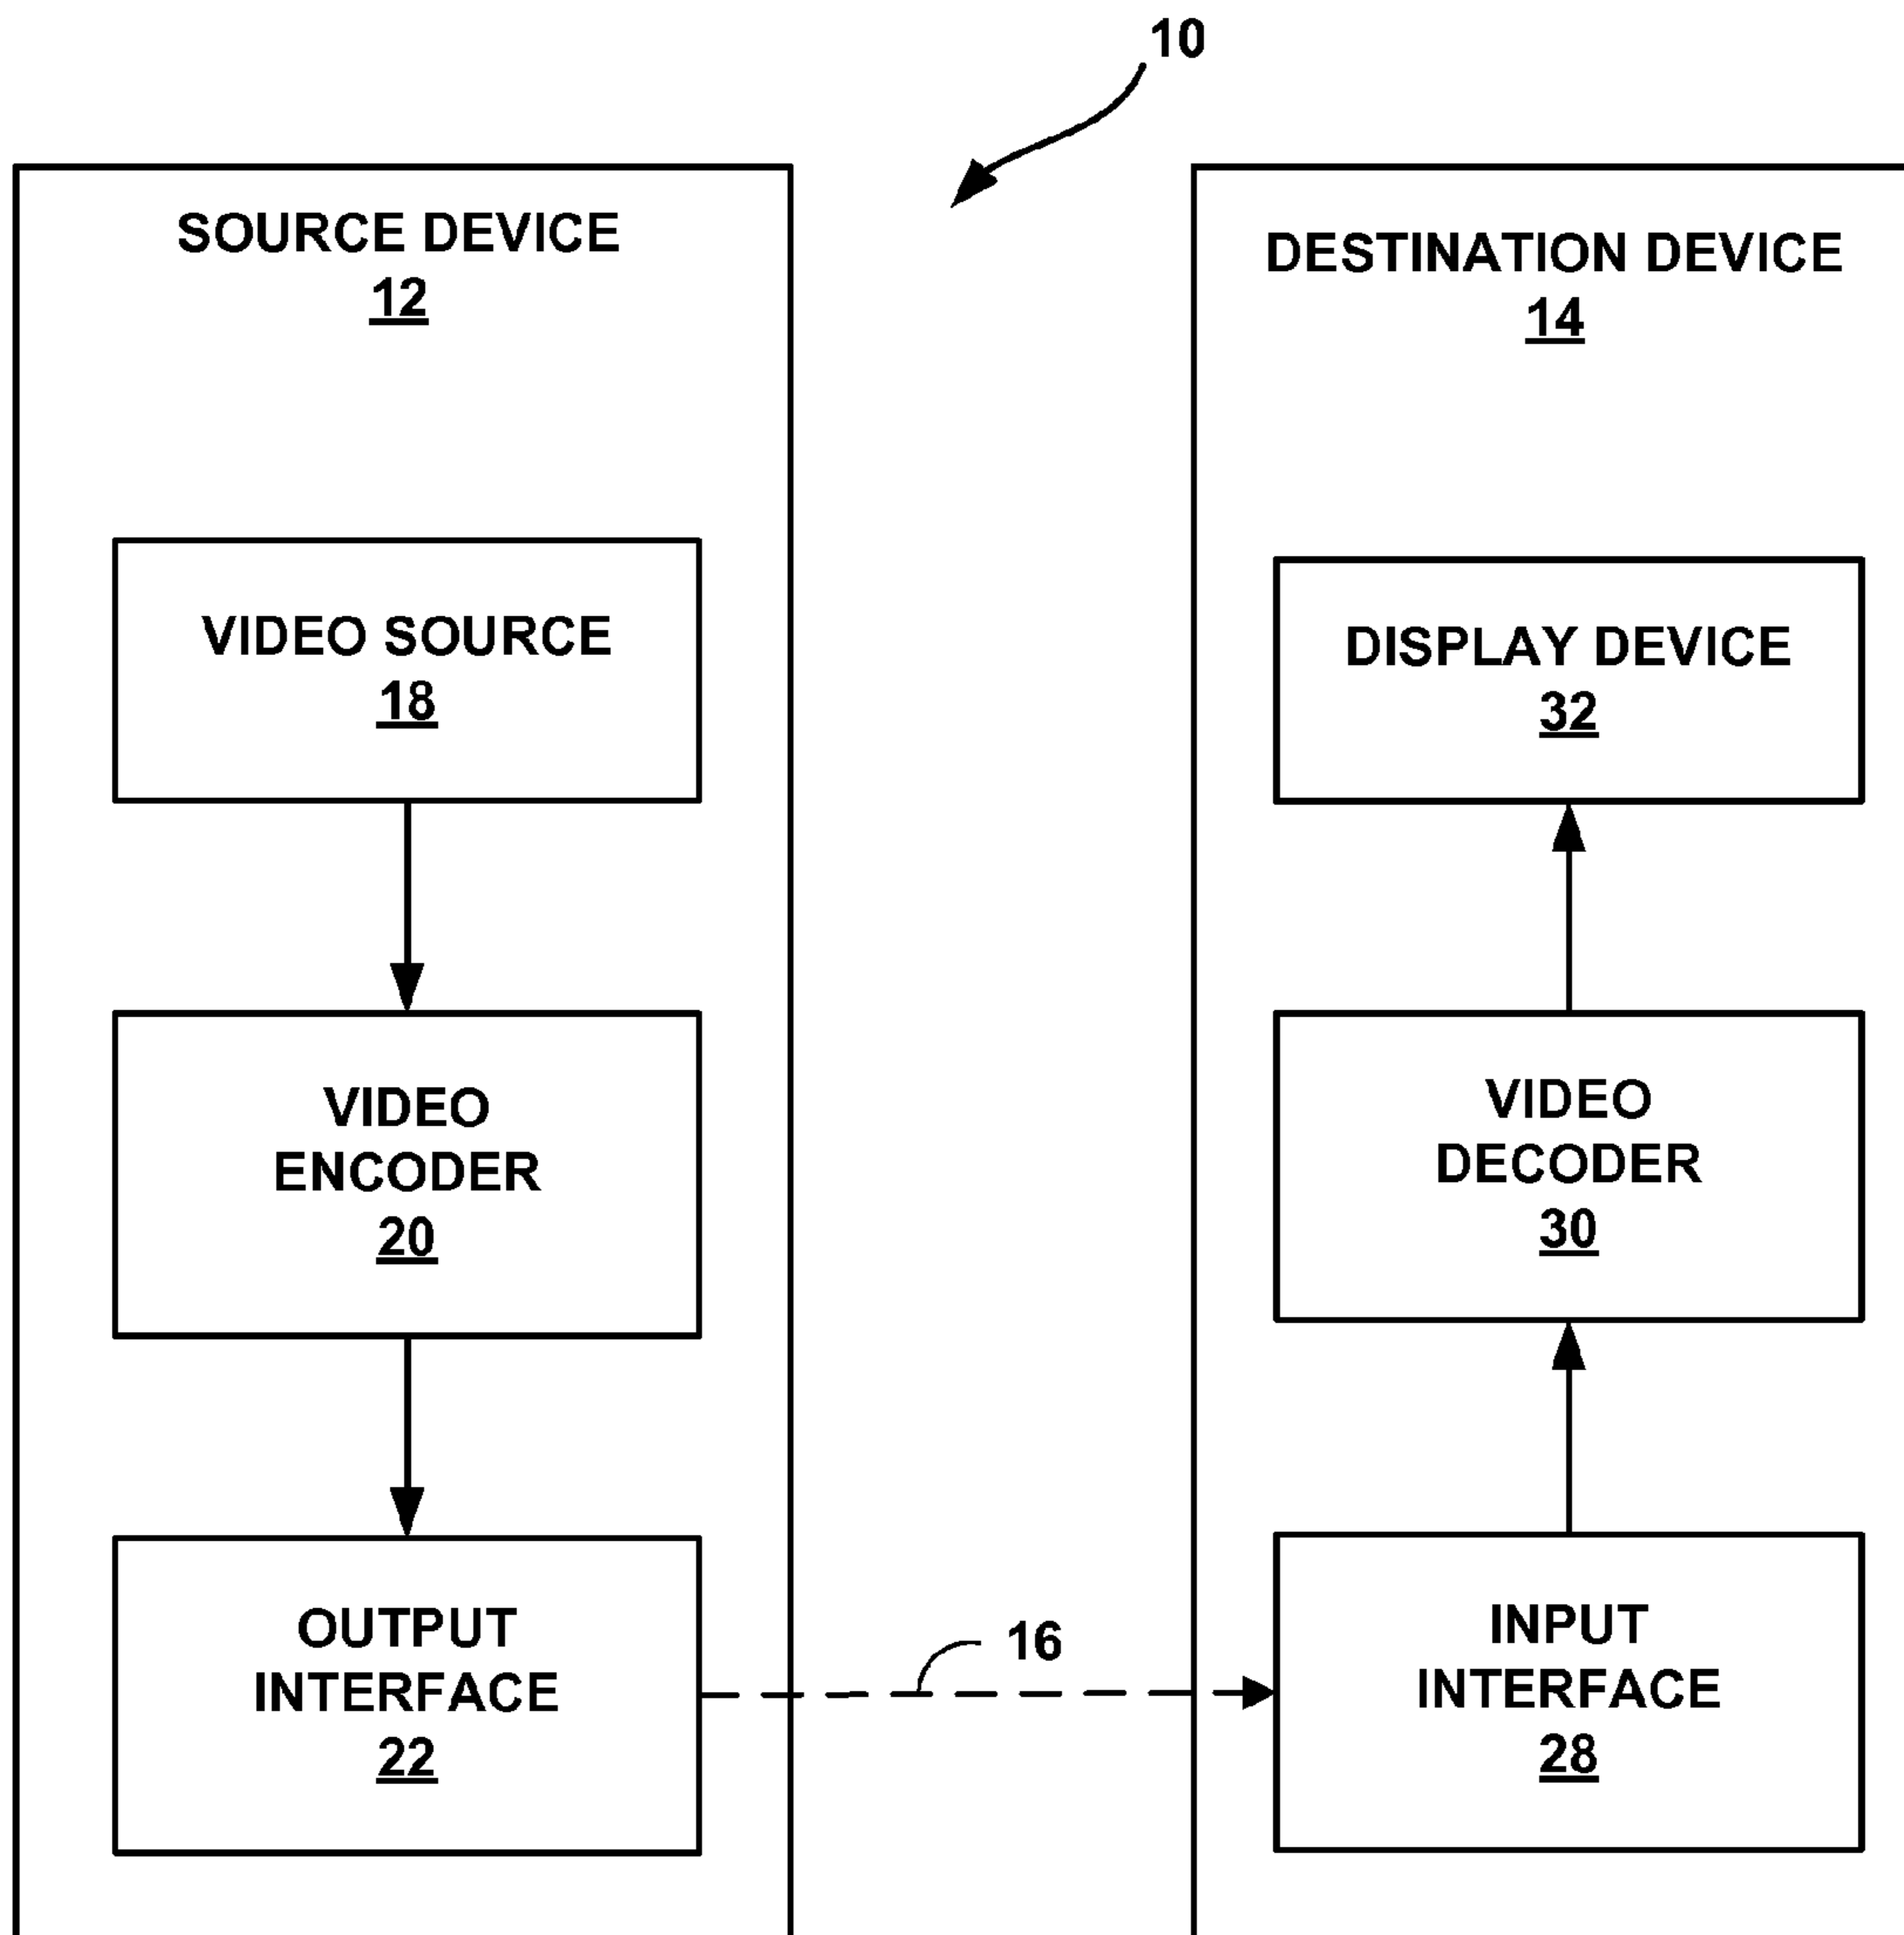 10
SOURCE DEVICE
12
VIDEO SOURCE
18
VIDEO
ENCODER
20
OUTPUT
INTERFACE
22
16
DESTINATION DEVICE
14
DISPLAY DEVICE
32
VIDEO
DECODER
30
INPUT
INTERFACE
28